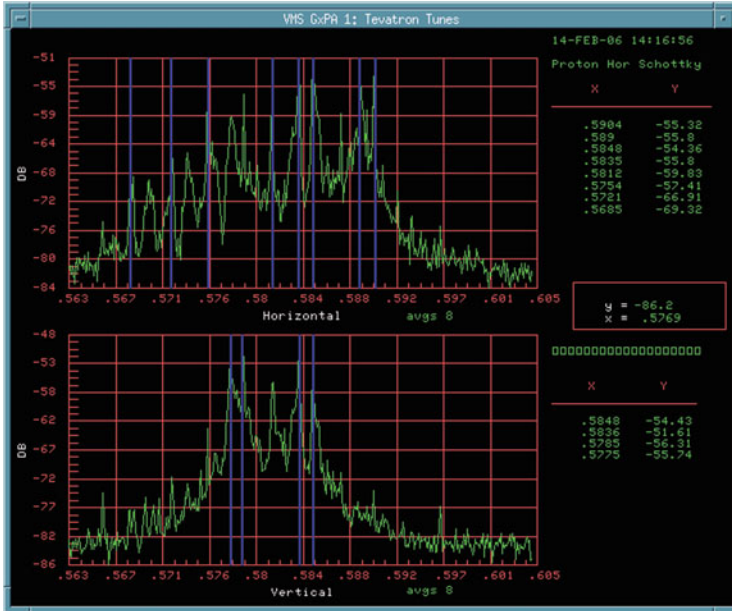 VMS GxPA 1: Tevatron Tunes
14-FEB-06 14:16:56
Proton Hor Schottky
X Y
.5904 -55.32
.589 -55.8
.5848 -54.36
.5835 -55.8
.5812 -59.83
.5754 -57.41
.5721 -66.91
.5685 -69.32
-51
-55
-59
-64
-68
-72
-76
-80
-84
DB
.563 .567 .571 .576 .58 .584 .588 .592 .597 .601 .605
Horizontal avgs 8
y = -86.2
x = .5769
-48
-53
-58
-62
-67
-72
-77
-82
-86
DB
.563 .567 .571 .576 .58 .584 .588 .592 .597 .601 .605
Vertical avgs 8
X Y
.5848 -54.43
.5836 -51.61
.5785 -56.31
.5775 -55.74